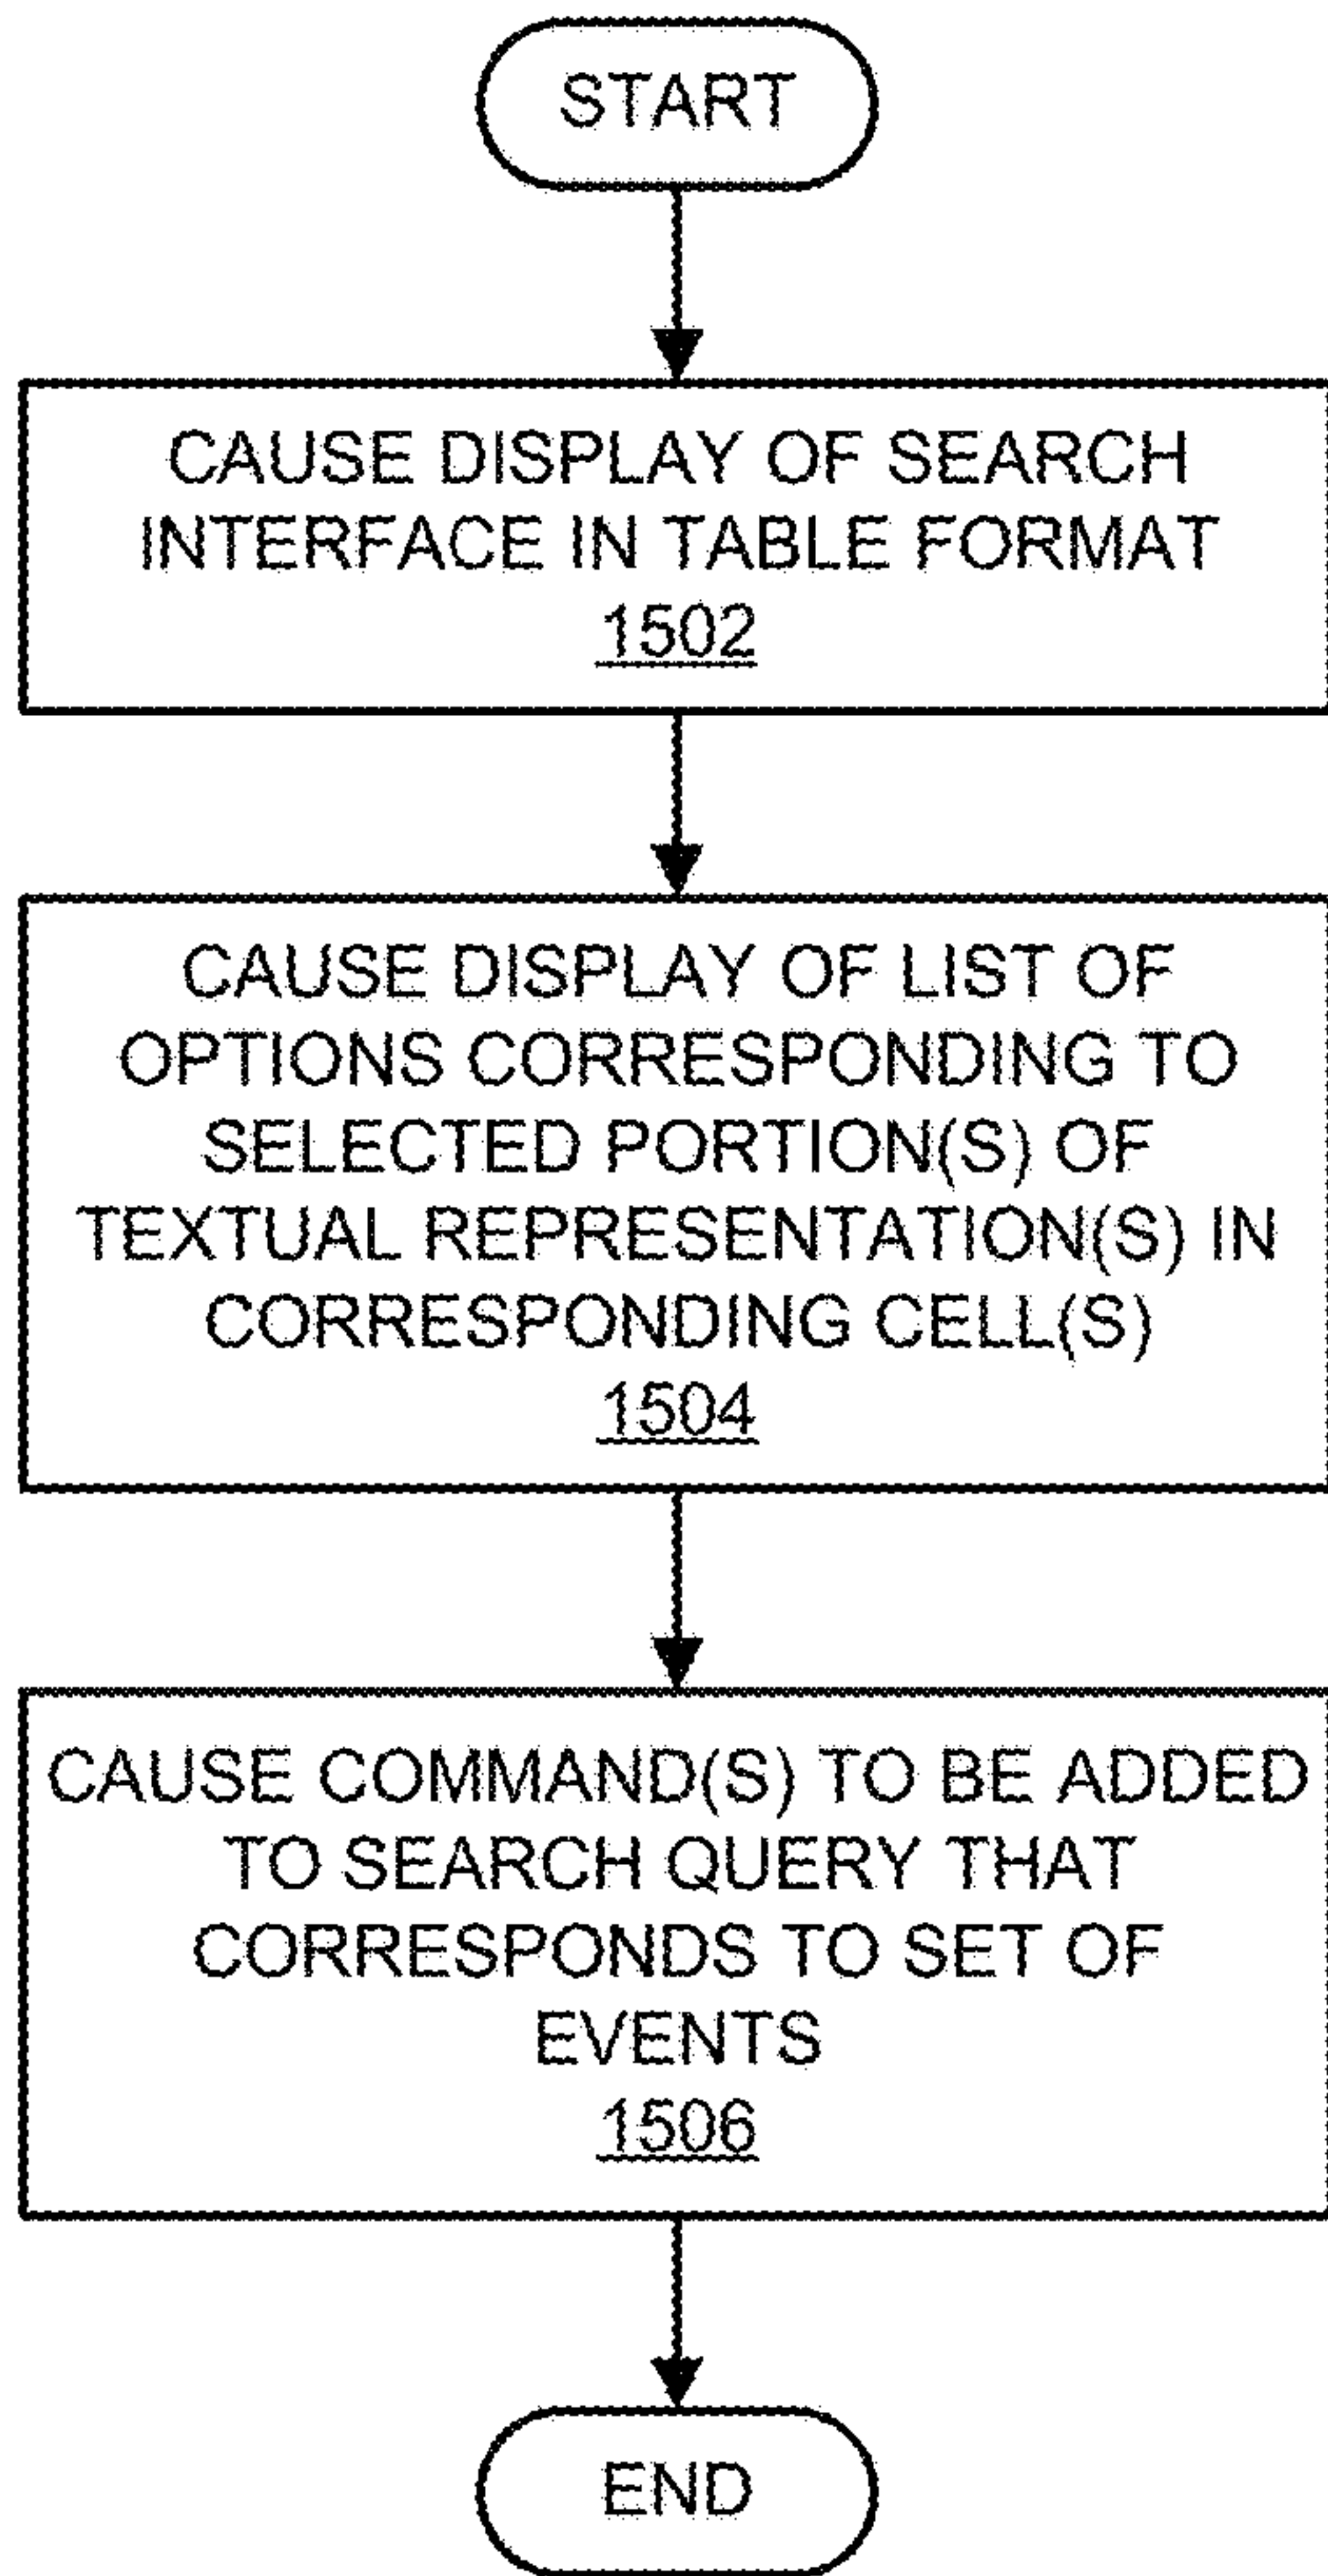 START
CAUSE DISPLAY OF SEARCH
INTERFACE IN TABLE FORMAT
1502
CAUSE DISPLAY OF LIST OF
OPTIONS CORRESPONDING TO
SELECTED PORTION(S) OF
TEXTUAL REPRESENTATION(S) IN
CORRESPONDING CELL(S)
1504
CAUSE COMMAND(S) TO BE ADDED
TO SEARCH QUERY THAT
CORRESPONDS TO SET OF
EVENTS
1506
END